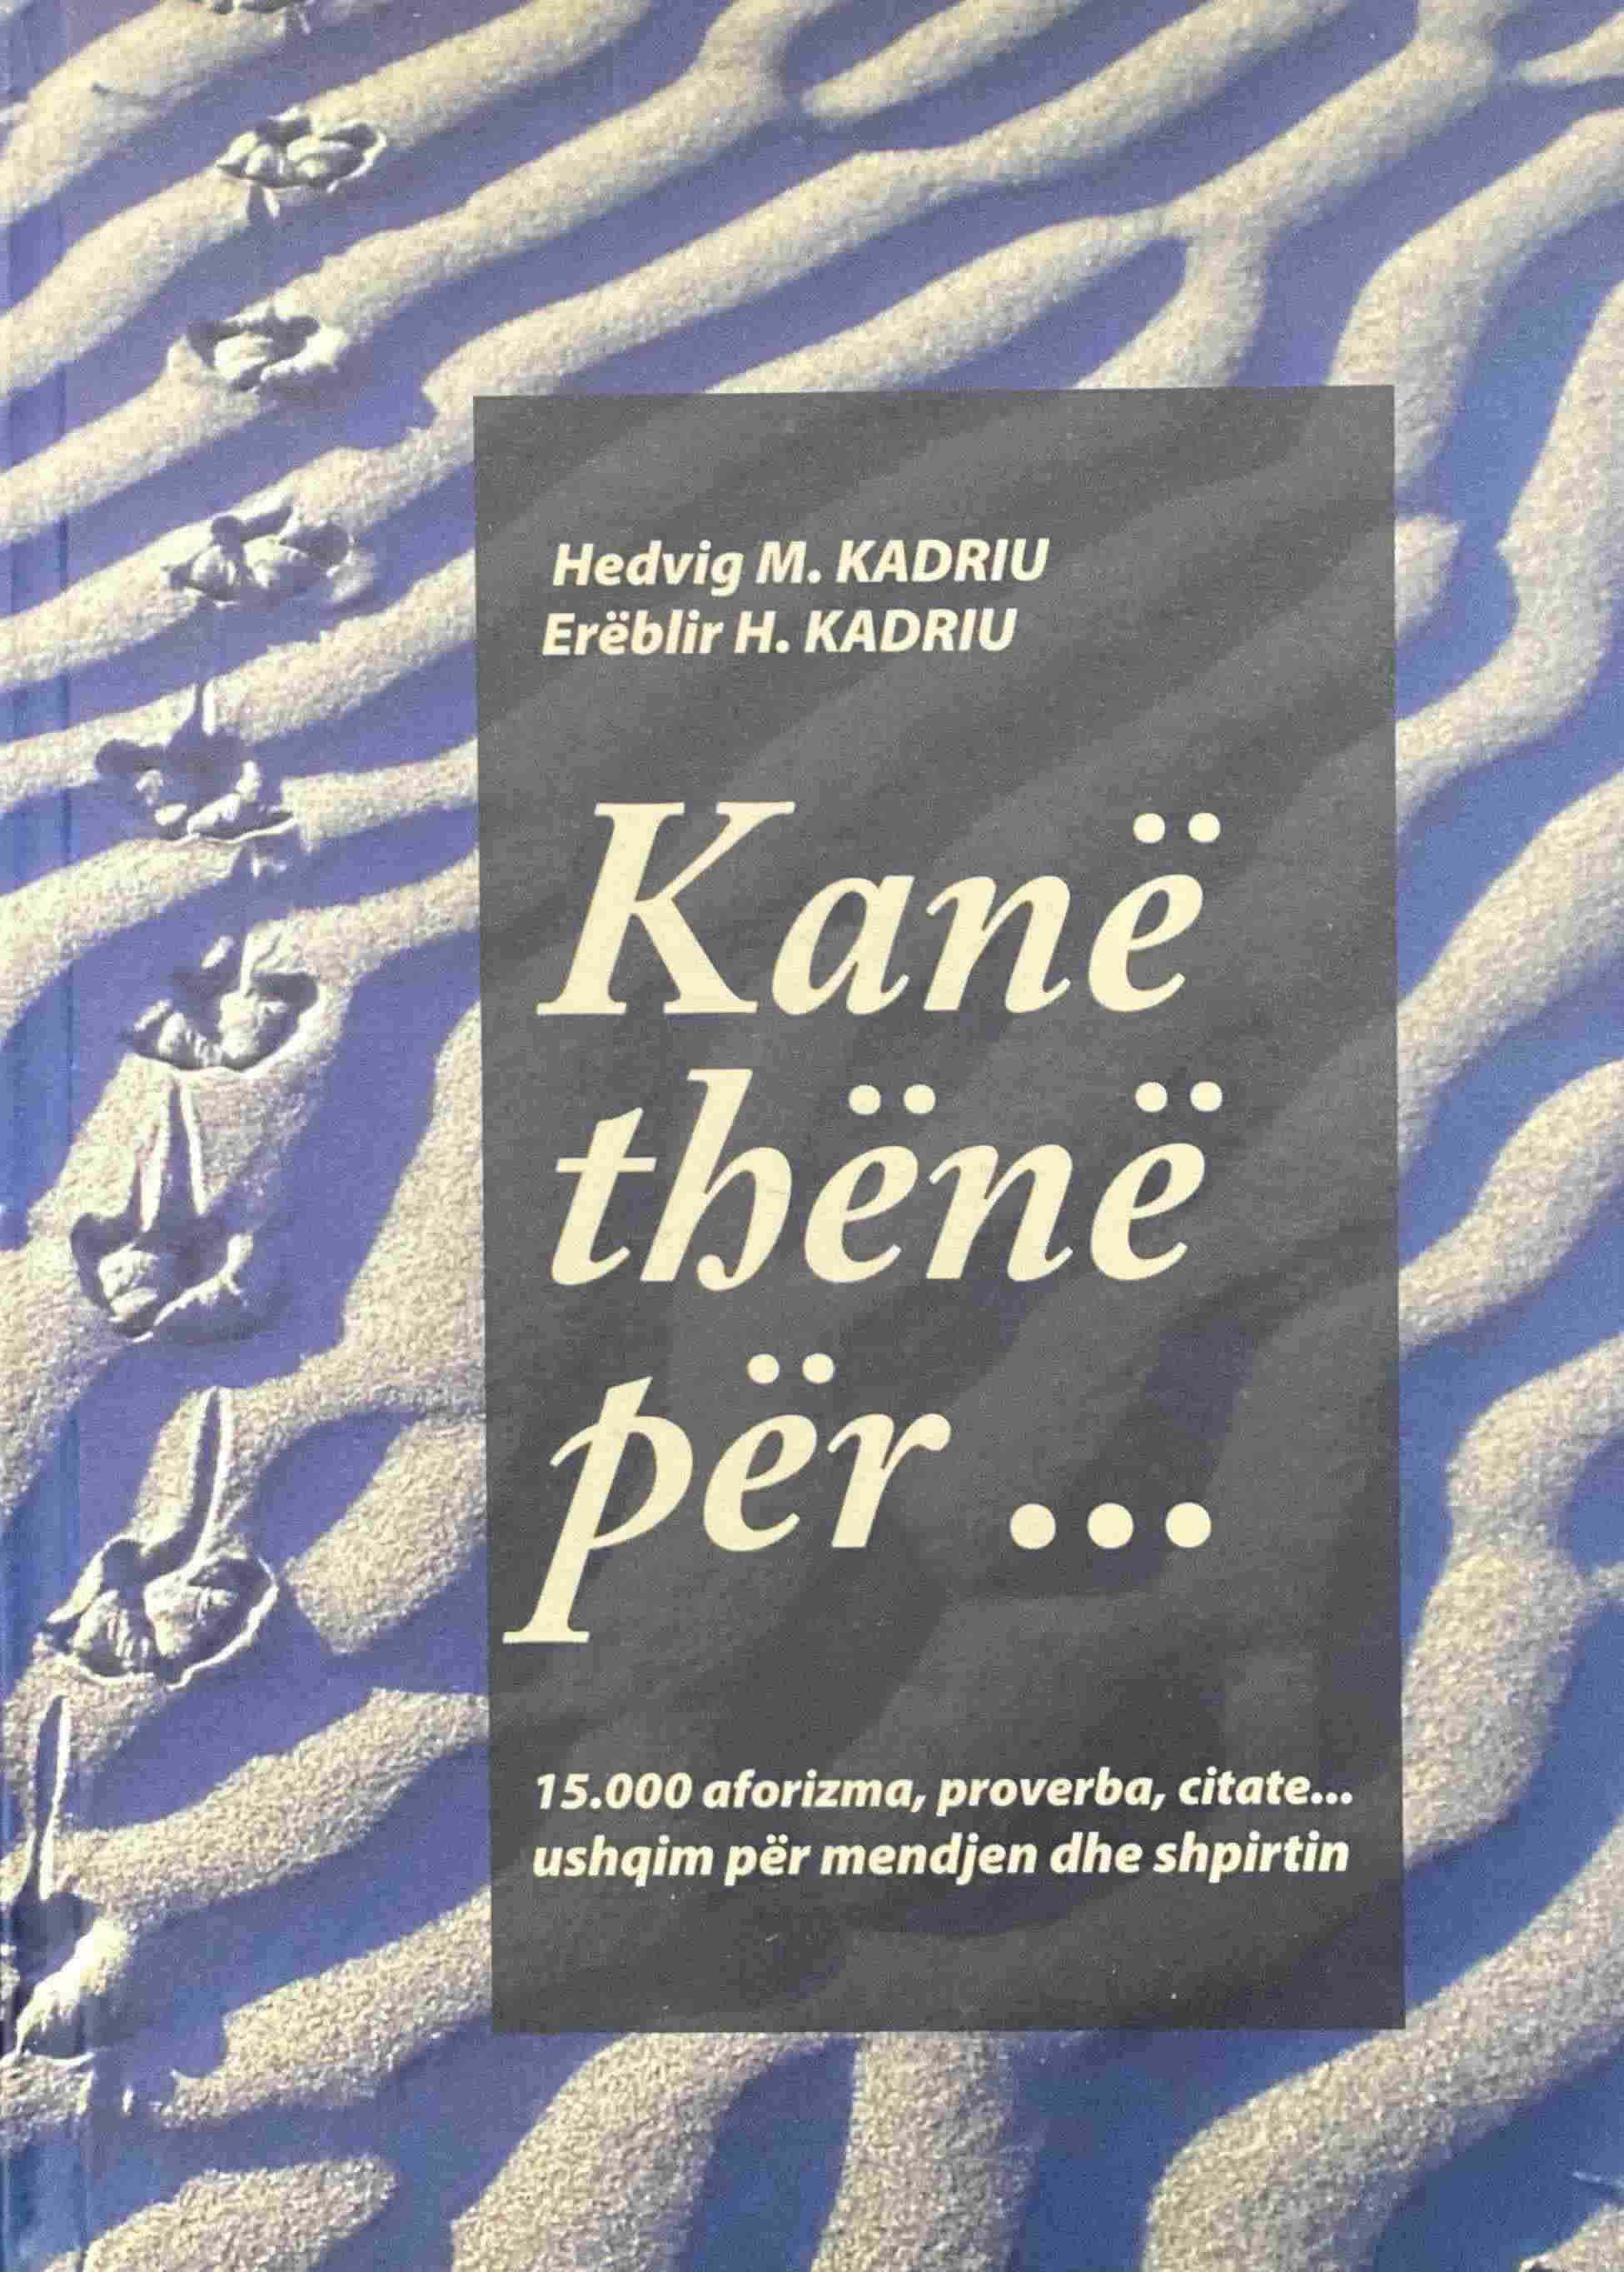 Hedvig M. KADRIU
Erëblir H. KADRIU
Kanë
thënë
për ...
15.000 aforizma, proverba, citate...
ushqim për mendjen dhe shpirtin